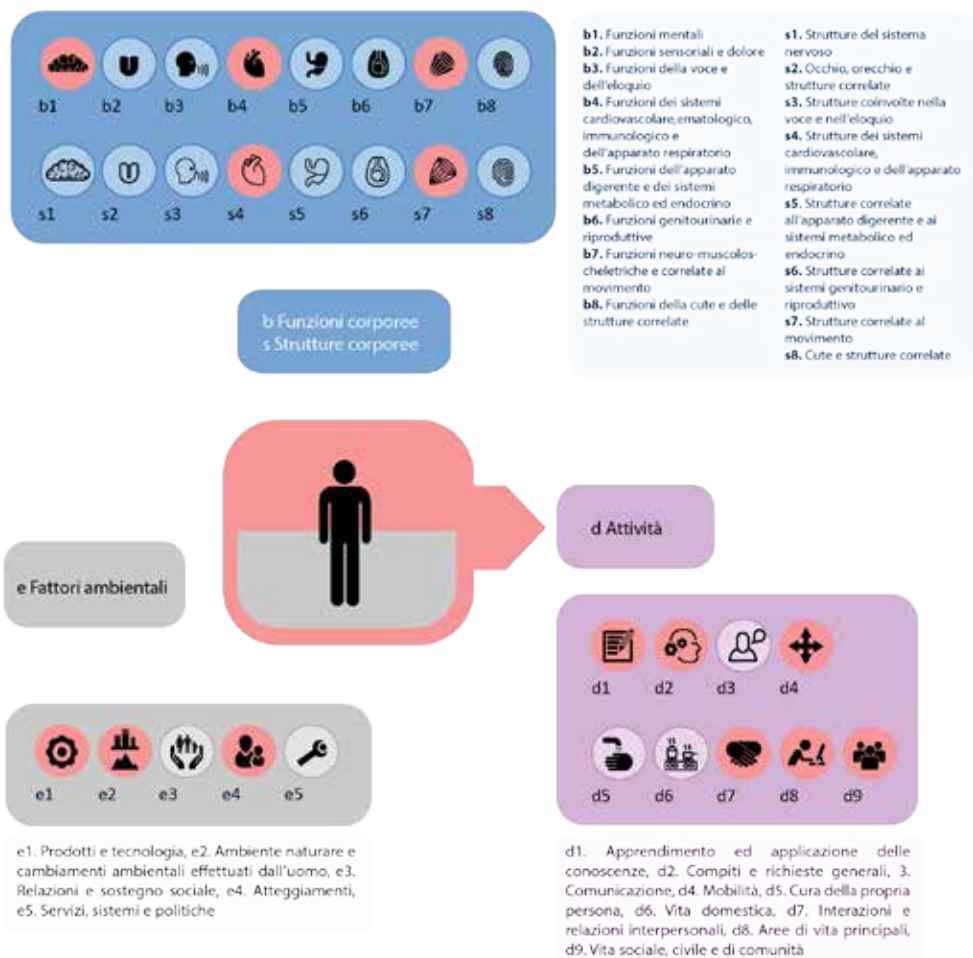 b1 b2 b3 b4 b5 b6 b7 b8
s1 s2 s3 s4 s5 s6 s7 s8
b1. Funzioni mentali
b2. Funzioni sensoriali e dolore
b3. Funzioni della voce e
dell'eloquio
b4. Funzioni dei sistemi
cardiovascolare,ematologico,
immunologico e
dell'apparato respiratorio
b5. Funzioni dell'apparato
digerente e dei sistemi
metabolico ed endocrino
b6. Funzioni genitourinarie e
riproduttive
b7. Funzioni neuro-muscolos-
cheletriche e correlate al
movimento
b8. Funzioni della cute e delle
strutture correlate
s1. Strutture del sistema
nervoso
s2. Occhio, orecchio e
strutture correlate
s3. Strutture coinvolte nella
voce e nell'eloquio
s4. Strutture dei sistemi
cardiovascolare,
immunologico e dell'apparato
respiratorio
s5. Strutture correlate
all'apparato digerente e ai
sistemi metabolico ed
endocrino
s6. Strutture correlate ai
sistemi genitourinario e
riproduttivo
s7. Strutture correlate al
movimento
s8. Cute e strutture correlate
b Funzioni corporee
s Strutture corporee
d Attività
e Fattori ambientali
d1 d2 d3 d4
d5 d6 d7 d8 d9
e1 e2 e3 e4 e5
e1. Prodotti e tecnologia, e2. Ambiente naturare e
cambiamenti ambientali effettuati dall'uomo, e3.
Relazioni e sostegno sociale, e4. Atteggiamenti,
e5. Servizi, sistemi e politiche
d1. Apprendimento ed applicazione delle
conoscenze, d2. Compiti e richieste generali, 3.
Comunicazione, d4. Mobilità, d5. Cura della propria
persona, d6. Vita domestica, d7. Interazioni e
relazioni interpersonali, d8. Aree di vita principali,
d9. Vita sociale, civile e di comunità